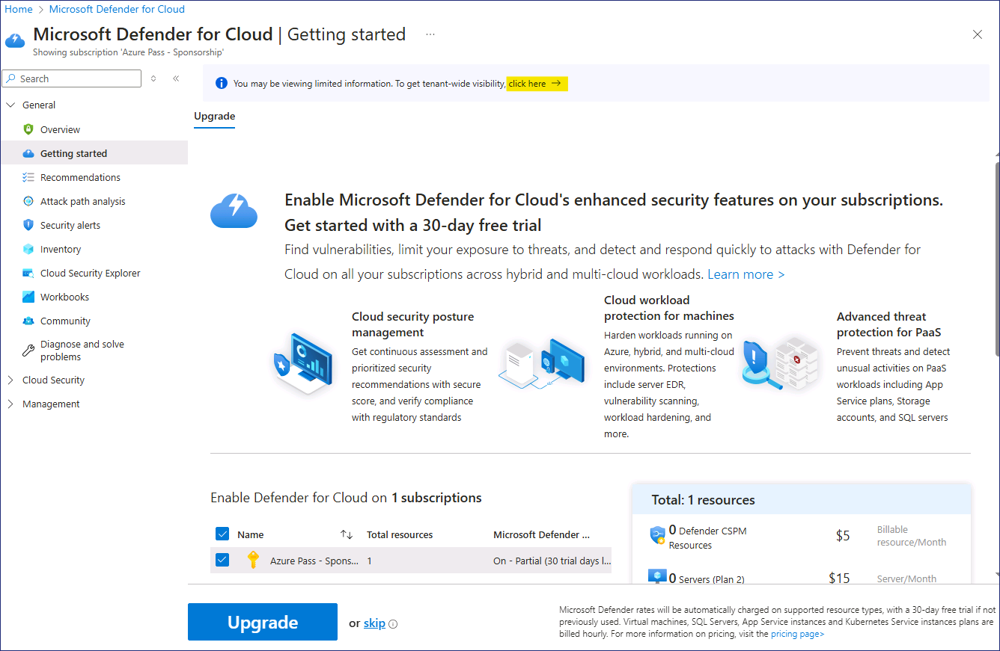 Home > Microsoft Defender for Cloud
Microsoft Defender for Cloud | Getting started ...
Showing subscription 'Azure Pass - Sponsorship'
Search
General
Overview
Getting started
Recommendations
Attack path analysis
Security alerts
Inventory
Cloud Security Explorer
Workbooks
Community
Diagnose and solve
problems
Cloud Security
Management
You may be viewing limited information. To get tenant-wide visibility, click here →
Upgrade
Enable Microsoft Defender for Cloud's enhanced security features on your subscriptions.
Get started with a 30-day free trial
Find vulnerabilities, limit your exposure to threats, and detect and respond quickly to attacks with Defender for
Cloud on all your subscriptions across hybrid and multi-cloud workloads. Learn more >
Cloud security posture
management
Get continuous assessment and
prioritized security
recommendations with secure
score, and verify compliance
with regulatory standards
Cloud workload
protection for machines
Harden workloads running on
Azure, hybrid, and multi-cloud
environments. Protections
include server EDR,
vulnerability scanning,
workload hardening, and
more.
Advanced threat
protection for PaaS
Prevent threats and detect
unusual activities on PaaS
workloads including App
Service plans, Storage
accounts, and SQL servers
Enable Defender for Cloud on 1 subscriptions
Name ↑↓ Total resources Microsoft Defender ...
Azure Pass - Spons... 1 On - Partial (30 trial days l...
Total: 1 resources
0 Defender CSPM
Resources
$5
Billable
resource/Month
0 Servers (Plan 2) $15 Server/Month
Upgrade or skip
Microsoft Defender rates will be automatically charged on supported resource types, with a 30-day free trial if not
previously used. Virtual machines, SQL Servers, App Service instances and Kubernetes Service instances plans are
billed hourly. For more information on pricing, visit the pricing page>